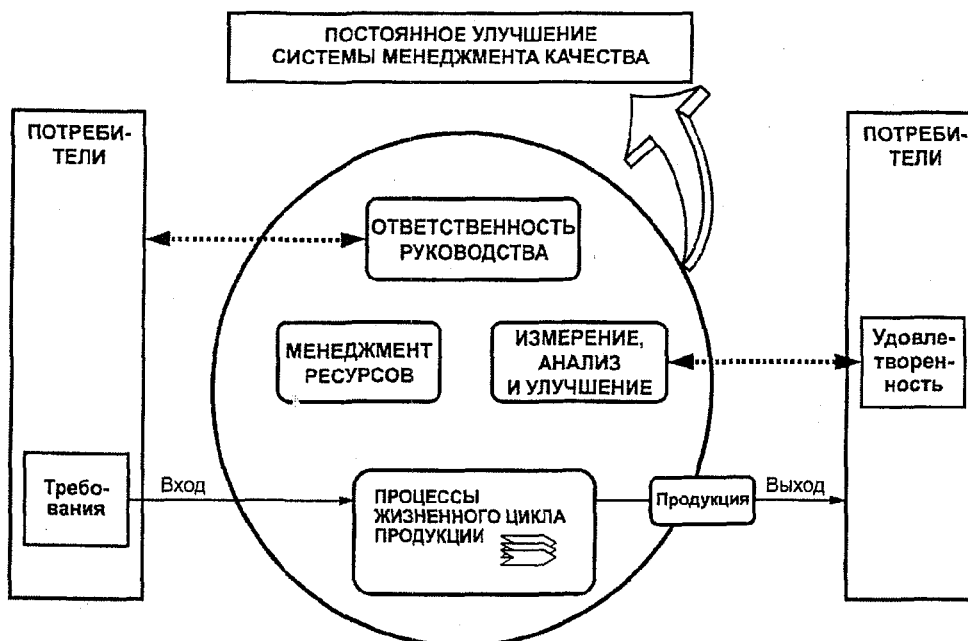 ПОСТОЯННОЕ УЛУЧШЕНИЕ
СИСТЕМЫ МЕНЕДЖМЕНТА КАЧЕСТВА
ПОТРЕБИ-
ТЕЛИ
ПОТРЕБИ-
ТЕЛИ
ОТВЕТСТВЕННОСТЬ
РУКОВОДСТВА
МЕНЕДЖМЕНТ
РЕСУРСОВ
ИЗМЕРЕНИЕ,
АНАЛИЗ
И УЛУЧШЕНИЕ
Удовле-
творен-
ность
Требо-
вания
Вход
ПРОЦЕССЫ
ЖИЗНЕННОГО ЦИКЛА
ПРОДУКЦИИ
Продукция
Выход